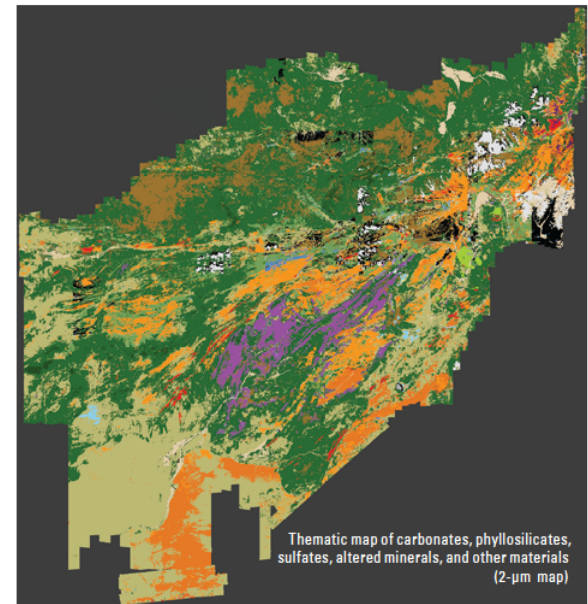 Thematic map of carbonates, phyllosilicates,
sulfates, altered minerals, and other materials
(2-µm map)